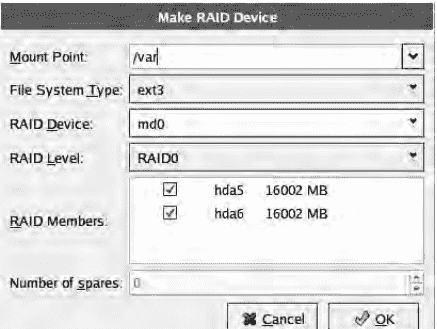 Make RAID Device
Mount Point: /var
File System Type: ext3
RAID Device: md0
RAID Level: RAID0
hda5 16002 MB
hda6 16002 MB
RAID Members:
Number of spares: 0
Cancel OK